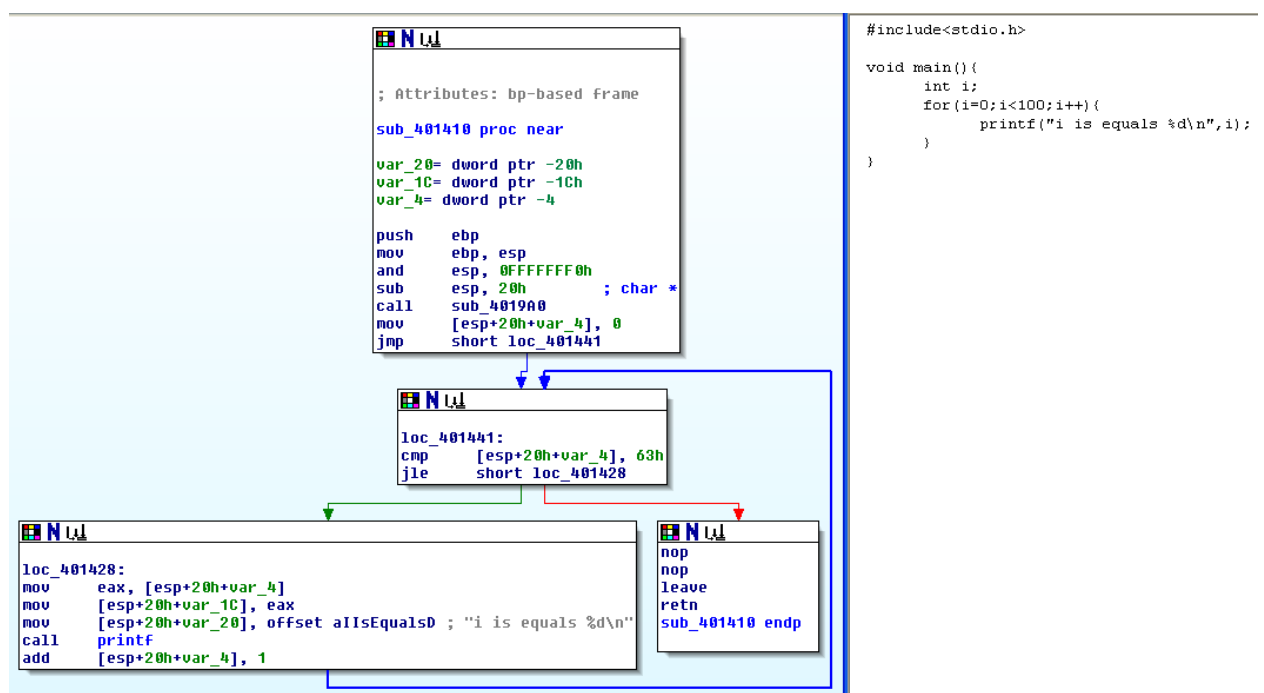 ; Attributes: bp-based frame
sub_401410 proc near
var_20= dword ptr -20h
var_1C= dword ptr -1Ch
var_4= dword ptr -4
push ebp
mov ebp, esp
and esp, 0FFFFFFF0h
sub esp, 20h ; char *
call sub_4019A0
mov [esp+20h+var_4], 0
jmp short loc_401441
loc_401441:
cmp [esp+20h+var_4], 63h
jle short loc_401428
loc_401428:
mov eax, [esp+20h+var_4]
mov [esp+20h+var_1C], eax
mov [esp+20h+var_20], offset aIIsEqualsD ; "i is equals %d\n"
call printf
add [esp+20h+var_4], 1
nop
nop
leave
retn
sub_401410 endp
#include<stdio.h>
void main(){
int i;
for(i=0;i<100;i++){
printf("i is equals %d\n",i);
}
}